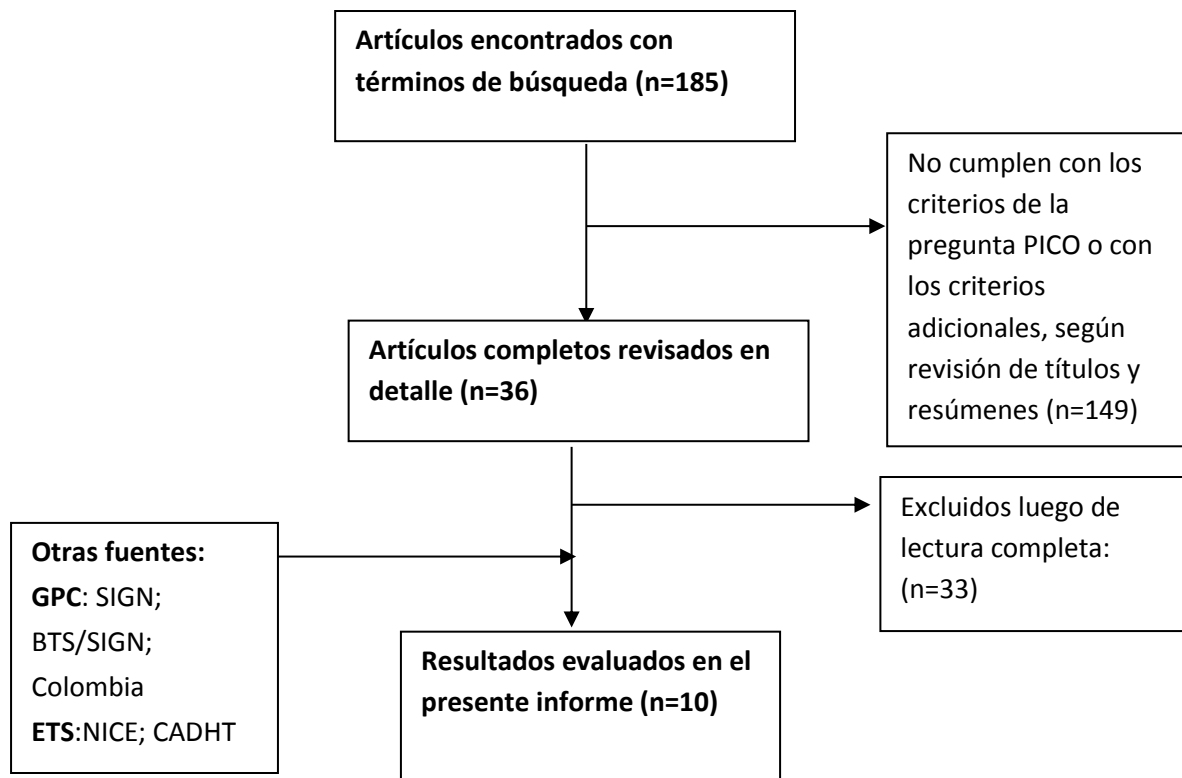 Artículos encontrados con
términos de búsqueda (n=185)
No cumplen con los
criterios de la
pregunta PICO o con
los criterios
adicionales, según
revisión de títulos y
resúmenes (n=149)
Artículos completos revisados en
detalle (n=36)
Excluidos luego de
lectura completa:
(n=33)
Otras fuentes:
GPC: SIGN;
BTS/SIGN;
Colombia
ETS:NICE; CADHT
Resultados evaluados en el
presente informe (n=10)